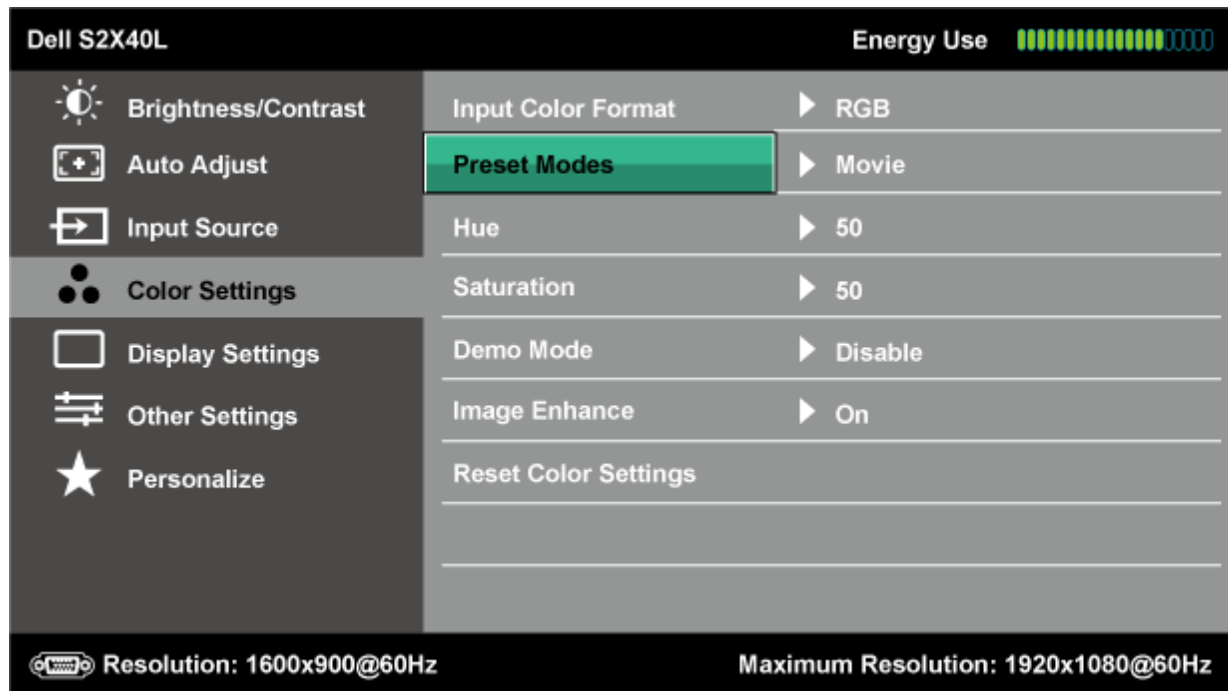 Dell S2X40L
Energy Use
Brightness/Contrast
Auto Adjust
Input Source
Color Settings
Display Settings
Other Settings
Personalize
Input Color Format RGB
Preset Modes Movie
Hue 50
Saturation 50
Demo Mode Disable
Image Enhance On
Reset Color Settings
Resolution: 1600x900@60Hz
Maximum Resolution: 1920x1080@60Hz